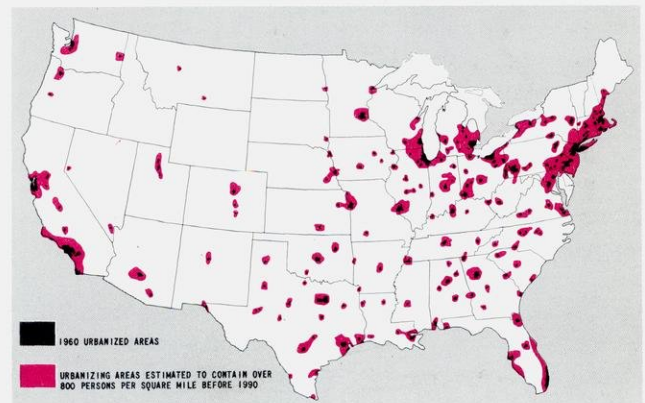 1960 URBANIZED AREAS
URBANIZING AREAS ESTIMATED TO CONTAIN OVER
800 PERSONS PER SQUARE MILE BEFORE 1990